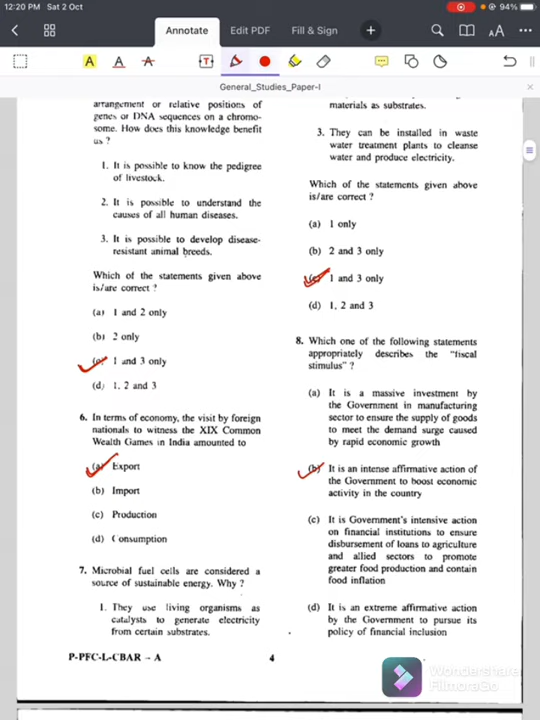 12:20 PM Sat 2 Oct
94%
Annotate
Edit PDF
Fill & Sign
General_Studies_Paper-I
arrangement or relative positions of
genes or DNA sequences on a chromo-
some. How does this knowledge benefit
us ?
1. It is possible to know the pedigree
of livestock.
2. It is possible to understand the
causes of all human diseases.
3. It is possible to develop disease-
resistant animal breeds.
Which of the statements given above
is/are correct ?
(a) 1 and 2 only
(b) 2 only
(c) 1 and 3 only
(d) 1, 2 and 3
6. In terms of economy, the visit by foreign
nationals to witness the XIX Common
Wealth Games in India amounted to
(a) Export
(b) Import
(c) Production
(d) Consumption
7. Microbial fuel cells are considered a
source of sustainable energy. Why ?
1. They use living organisms as
catalysts to generate electricity
from certain substrates.
materials as substrates.
3. They can be installed in waste
water treatment plants to cleanse
water and produce electricity.
Which of the statements given above
is/are correct ?
(a) 1 only
(b) 2 and 3 only
(c) 1 and 3 only
(d) 1, 2 and 3
8. Which one of the following statements
appropriately describes the "fiscal
stimulus" ?
(a) It is a massive investment by
the Government in manufacturing
sector to ensure the supply of goods
to meet the demand surge caused
by rapid economic growth
(b) It is an intense affirmative action of
the Government to boost economic
activity in the country
(c) It is Government's intensive action
on financial institutions to ensure
disbursement of loans to agriculture
and allied sectors to promote
greater food production and contain
food inflation
(d) It is an extreme affirmative action
by the Government to pursue its
policy of financial inclusion
P-PFC-L-CBAR – A
4
Wondershare
FilmoraGo